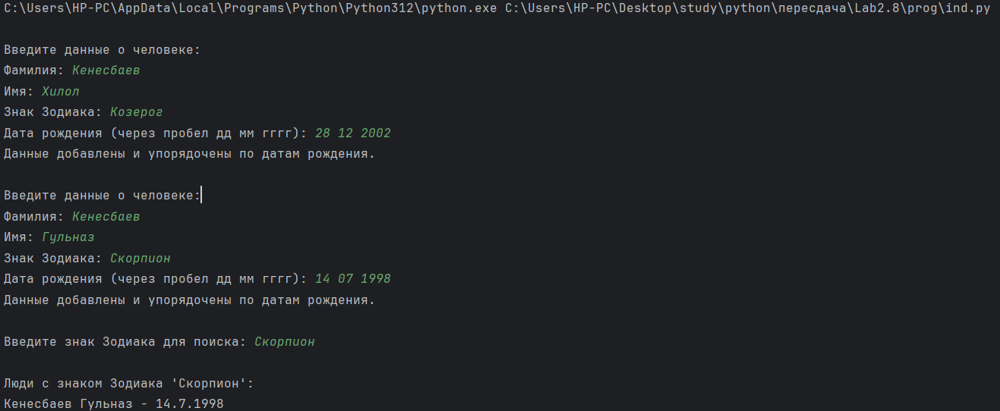 C:\Users\HP-PC\AppData\Local\Programs\Python\Python312\python.exe C:\Users\HP-PC\Desktop\study\python\пересдача\Lab2.8\prog\ind.py
Введите данные о человеке:
Фамилия: Кенесбаев
Имя: Хилол
Знак Зодиака: Козерог
Дата рождения (через пробел дд мм гггг): 28 12 2002
Данные добавлены и упорядочены по датам рождения.
Введите данные о человеке:
Фамилия: Кенесбаев
Имя: Гульназ
Знак Зодиака: Скорпион
Дата рождения (через пробел дд мм гггг): 14 07 1998
Данные добавлены и упорядочены по датам рождения.
Введите знак Зодиака для поиска: Скорпион
Люди с знаком Зодиака 'Скорпион':
Кенесбаев Гульназ - 14.7.1998